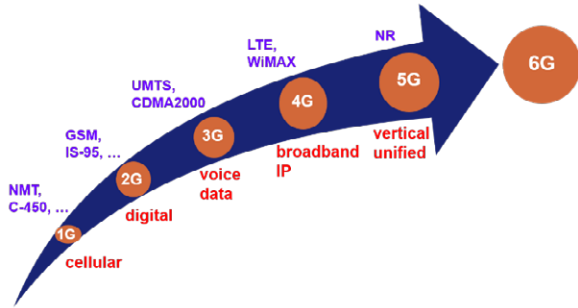 NMT,
C-450, ...
1G
cellular
GSM,
IS-95, ...
2G
digital
UMTS,
CDMA2000
3G
voice
data
LTE,
WiMAX
4G
broadband
IP
NR
5G
vertical
unified
6G